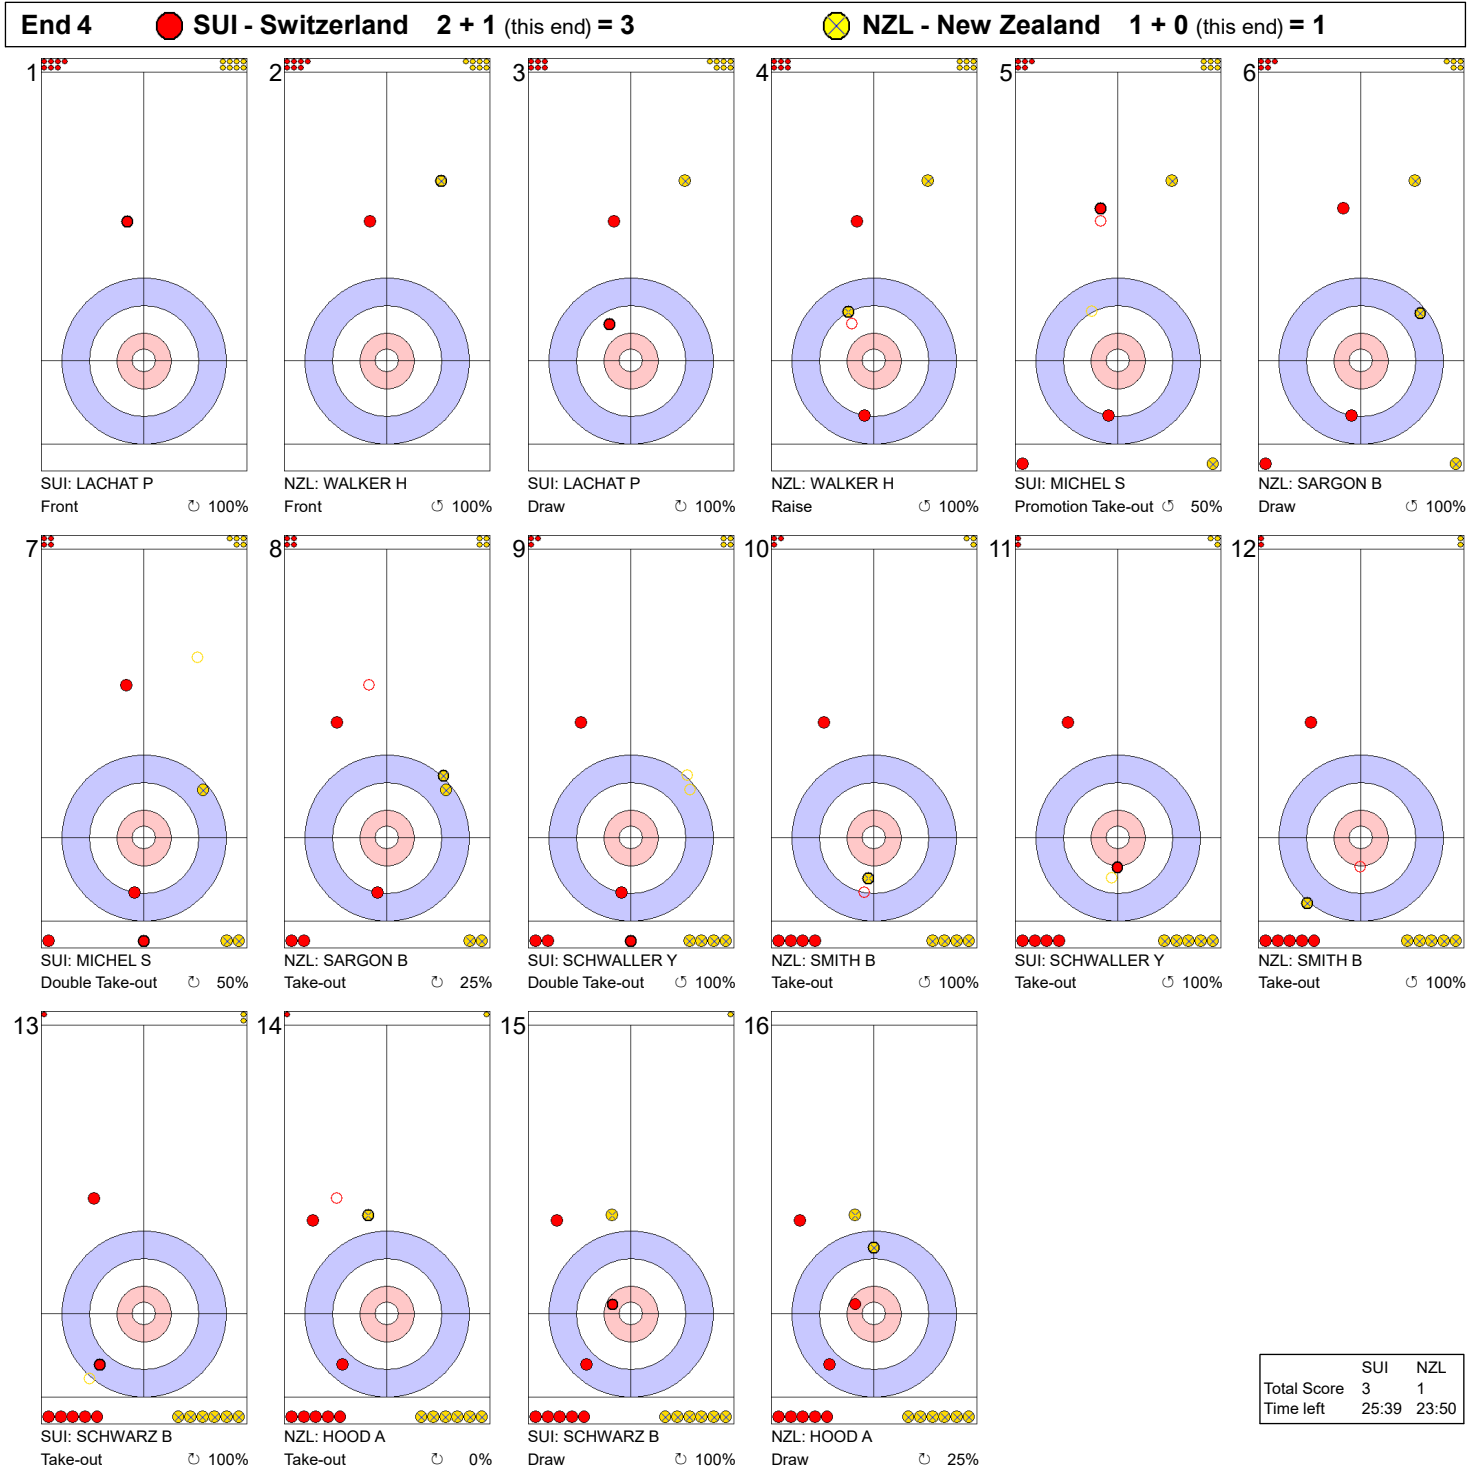 End 4 SUI - Switzerland 2 + 1 (this end) = 3 NZL - New Zealand 1 + 0 (this end) = 1
1 2 3 4 5 6
SUI: LACHAT P NZL: WALKER H SUI: LACHAT P NZL: WALKER H SUI: MICHEL S NZL: SARGON B
Front ↻ 100% Front ↻ 100% Draw ↺ 100% Raise ↺ 100% Promotion Take-out ↺ 50% Draw ↺ 100%
7 8 9 10 11 12
SUI: MICHEL S NZL: SARGON B SUI: SCHWALLER Y NZL: SMITH B SUI: SCHWALLER Y NZL: SMITH B
Double Take-out ↻ 50% Take-out ↻ 25% Double Take-out ↺ 100% Take-out ↺ 100% Take-out ↺ 100% Take-out ↺ 100%
13 14 15 16
SUI: SCHWARZ B NZL: HOOD A SUI: SCHWARZ B NZL: HOOD A
Take-out ↻ 100% Take-out ↻ 0% Draw ↻ 100% Draw ↻ 25%
SUI NZL
Total Score 3 1
Time left 25:39 23:50